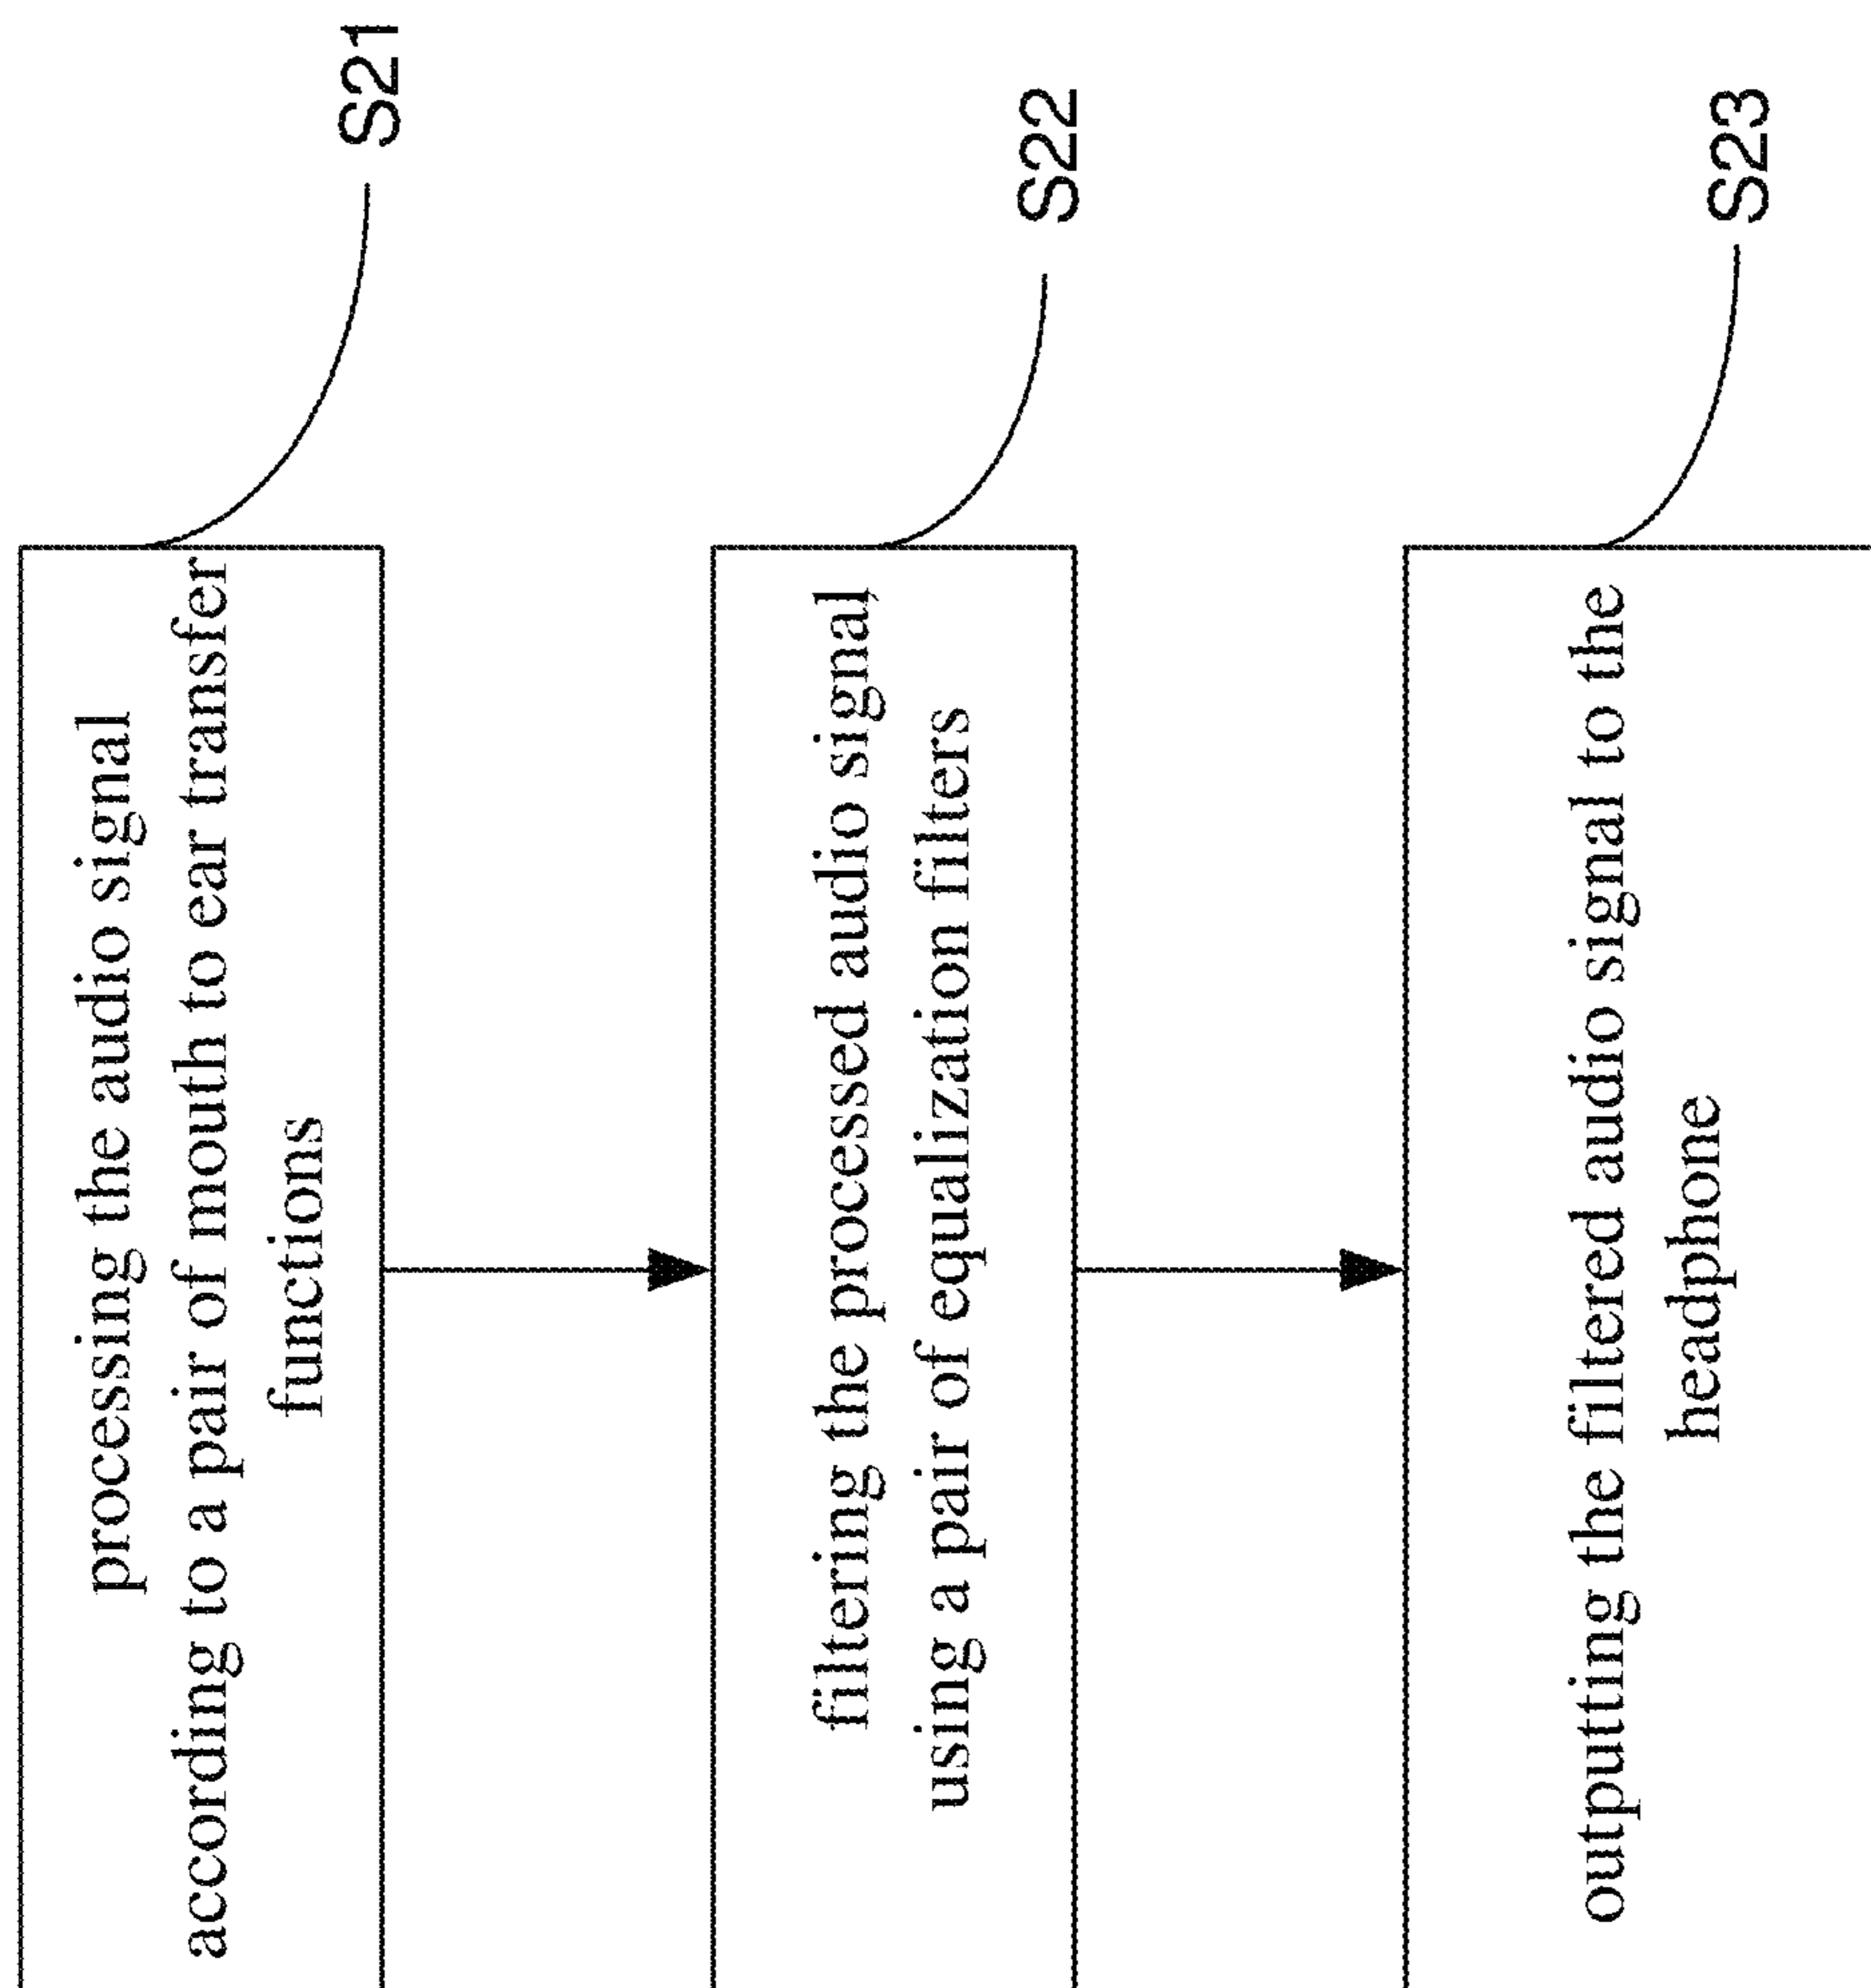 processing the audio signal
according to a pair of mouth to ear transfer
functions
S21
filtering the processed audio signal,
using a pair of equalization filters
S22
outputting the filtered audio signal to the
headphone
S23